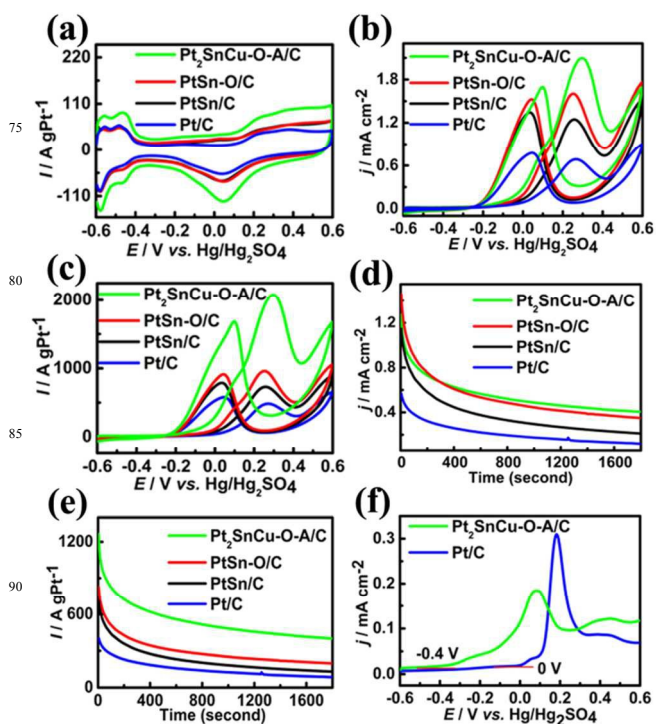 (a)
220
110
0
-110
I / A gPt-1
Pt2SnCu-O-A/C
PtSn-O/C
PtSn/C
Pt/C
-0.6 -0.4 -0.2 0.0 0.2 0.4 0.6
E / V vs. Hg/Hg2SO4
(b)
1.8
1.2
0.6
0.0
j / mA cm-2
Pt2SnCu-O-A/C
PtSn-O/C
PtSn/C
Pt/C
-0.6 -0.4 -0.2 0.0 0.2 0.4 0.6
E / V vs. Hg/Hg2SO4
75
80
(c)
2000
1000
0
I / A gPt-1
Pt2SnCu-O-A/C
PtSn-O/C
PtSn/C
Pt/C
-0.6 -0.4 -0.2 0.0 0.2 0.4 0.6
E / V vs. Hg/Hg2SO4
(d)
1.6
1.2
0.8
0.4
j / mA cm-2
Pt2SnCu-O-A/C
PtSn-O/C
PtSn/C
Pt/C
0 400 800 1200 1600
Time (second)
85
90
(e)
1200
600
0
I / A gPt-1
Pt2SnCu-O-A/C
PtSn-O/C
PtSn/C
Pt/C
0 400 800 1200 1600
Time (second)
(f)
0.3
0.2
0.1
0.0
j / mA cm-2
Pt2SnCu-O-A/C
Pt/C
-0.4 V
0 V
-0.6 -0.4 -0.2 0.0 0.2 0.4 0.6
E / V vs. Hg/Hg2SO4